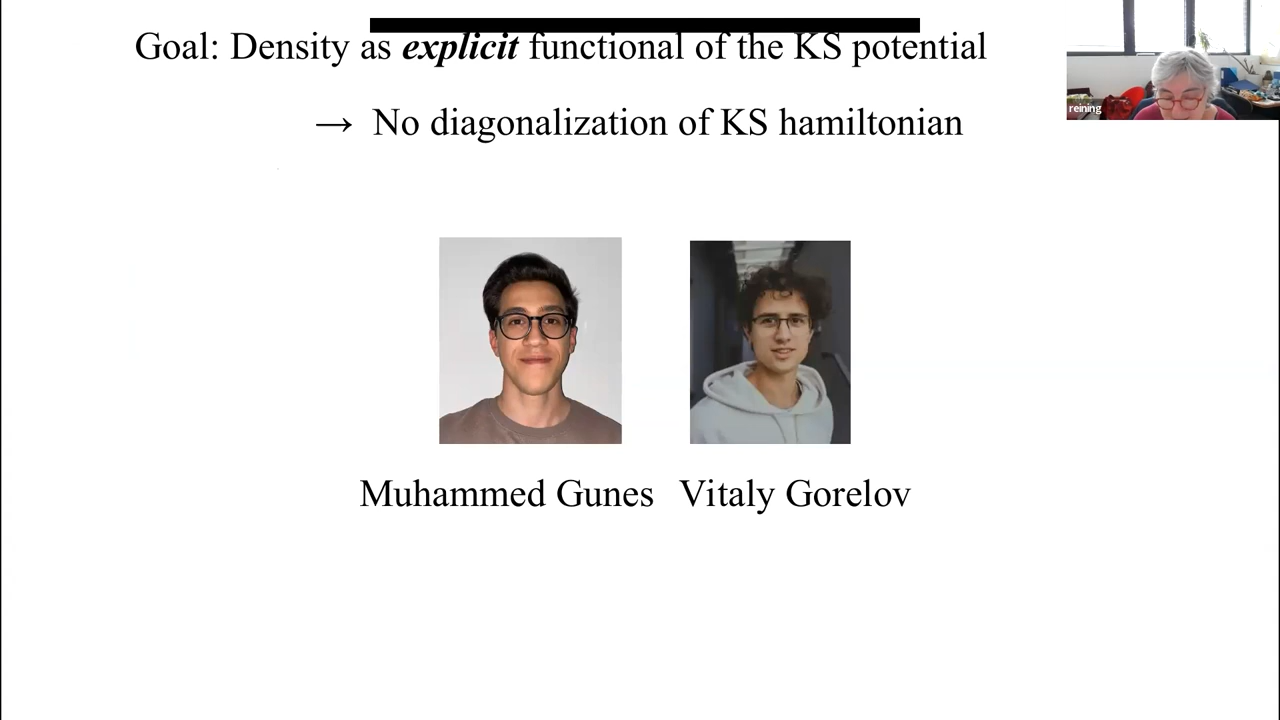 Goal: Density as explicit functional of the KS potential
→ No diagonalization of KS hamiltonian
reining
Muhammed Gunes Vitaly Gorelov